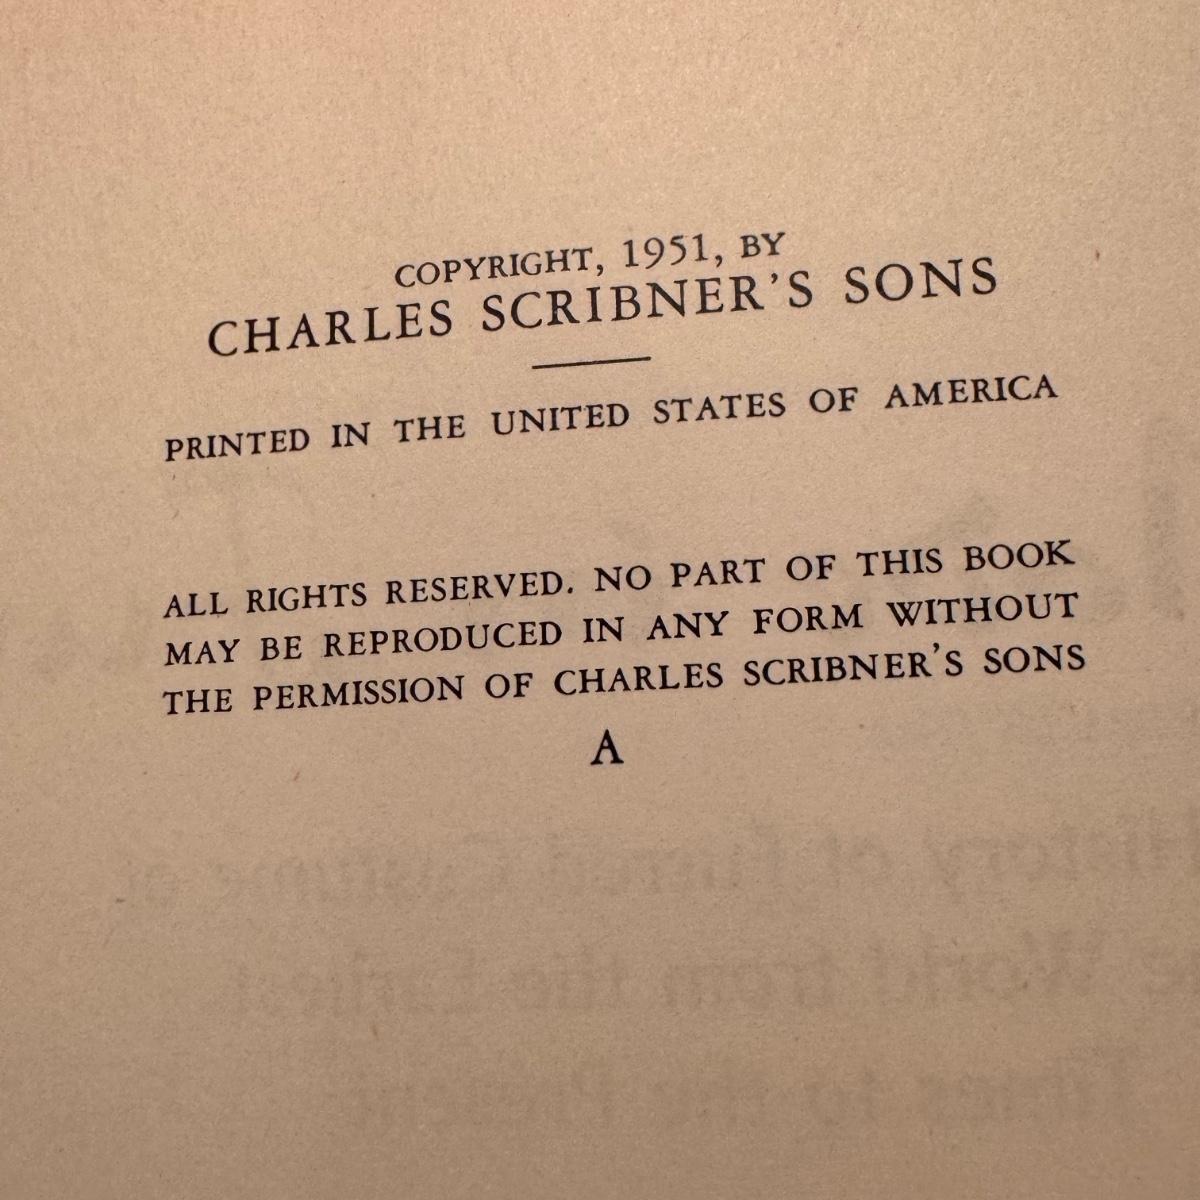 COPYRIGHT, 1951, BY
CHARLES SCRIBNER'S SONS
PRINTED IN THE UNITED STATES OF AMERICA
ALL RIGHTS RESERVED. NO PART OF THIS BOOK
MAY BE REPRODUCED IN ANY FORM WITHOUT
THE PERMISSION OF CHARLES SCRIBNER'S SONS
A